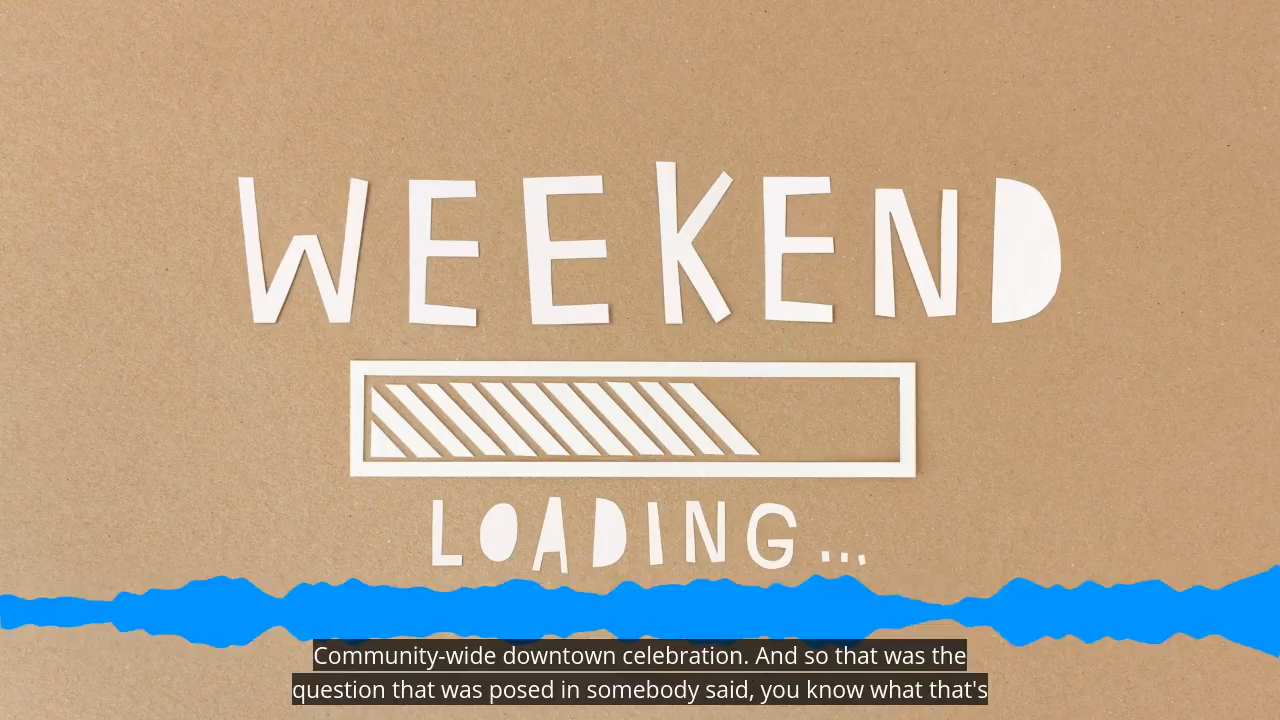 WEEKEND
LOADING...
Community-wide downtown celebration. And so that was the
question that was posed in somebody said, you know what that's